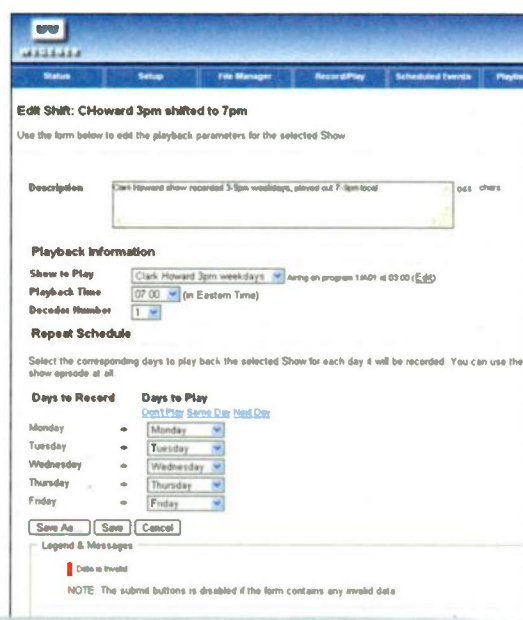 Status Setup File Manager Record/Play Scheduled Events
Edit Shift: CHoward 3pm shifted to 7pm
Use the form below to edit the playback parameters for the selected Show
Description
Clark Howard show recorded 3-5pm weekdays, played out 7-9pm local
chars
Playback Information
Show to Play Clark Howard 3pm weekdays Airing on program at 03:00 (Edit)
Playback Time 07:00 (in Eastern Time)
Decoder Number 1
Repeat Schedule
Select the corresponding days to play back the selected Show for each day it will be recorded. You can use the
show episode at all.
Days to Record Days to Play
Don't Play Same Day Next Day
Monday Monday
Tuesday Tuesday
Wednesday Wednesday
Thursday Thursday
Friday Friday
Save As Save Cancel
Legend & Messages
Data is Invalid
NOTE: The submit buttons is disabled if the form contains any invalid data